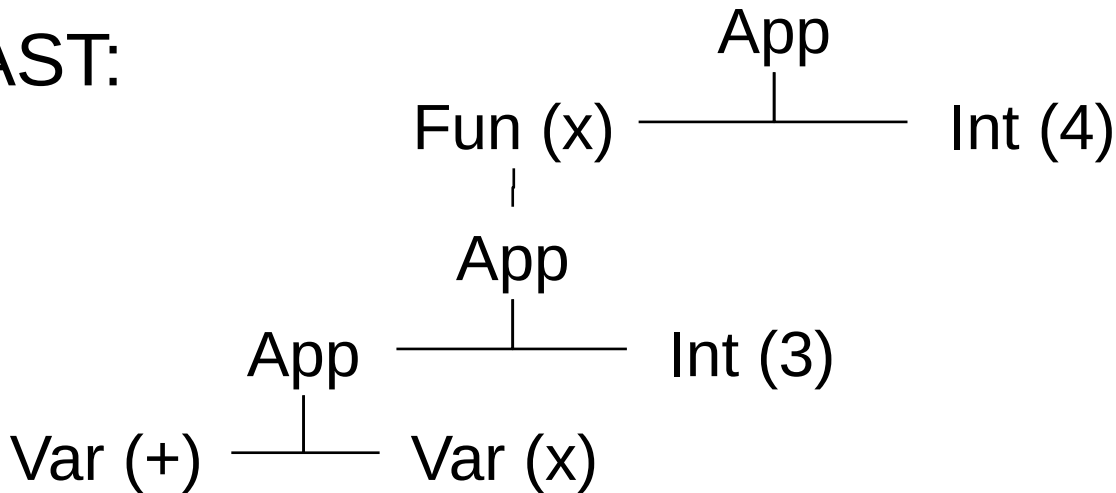 AST:
App
Fun (x) Int (4)
App
App Int (3)
Var (+) Var (x)